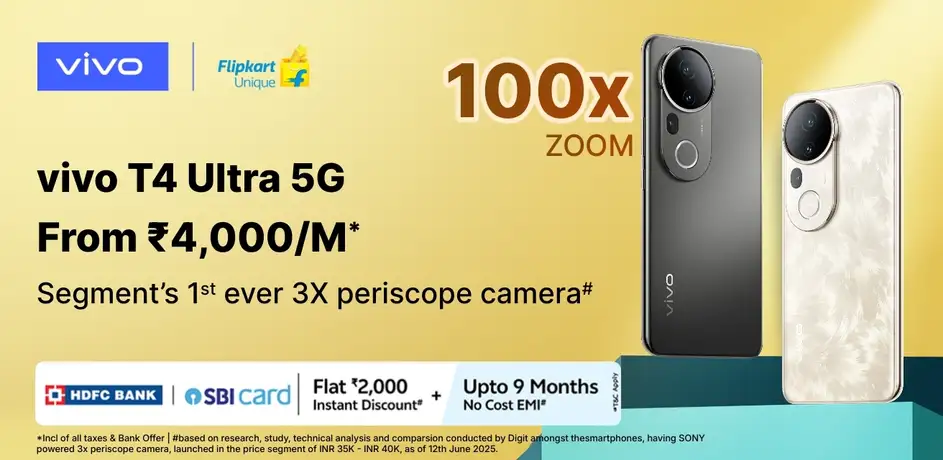 vivo
Flipkart
Unique
100x
ZOOM
vivo T4 Ultra 5G
From ₹4,000/M*
Segment's 1st ever 3X periscope camera#
HDFC BANK
SBI card
Flat ₹2,000
Instant Discount#
+
Upto 9 Months
No Cost EMI#
*T&C Apply
*Incl of all taxes & Bank Offer | #based on research, study, technical analysis and comparsion conducted by Digit amongst thesmartphones, having SONY
powered 3x periscope camera, launched in the price segment of INR 35K - INR 40K, as of 12th June 2025.
vivo
vivo